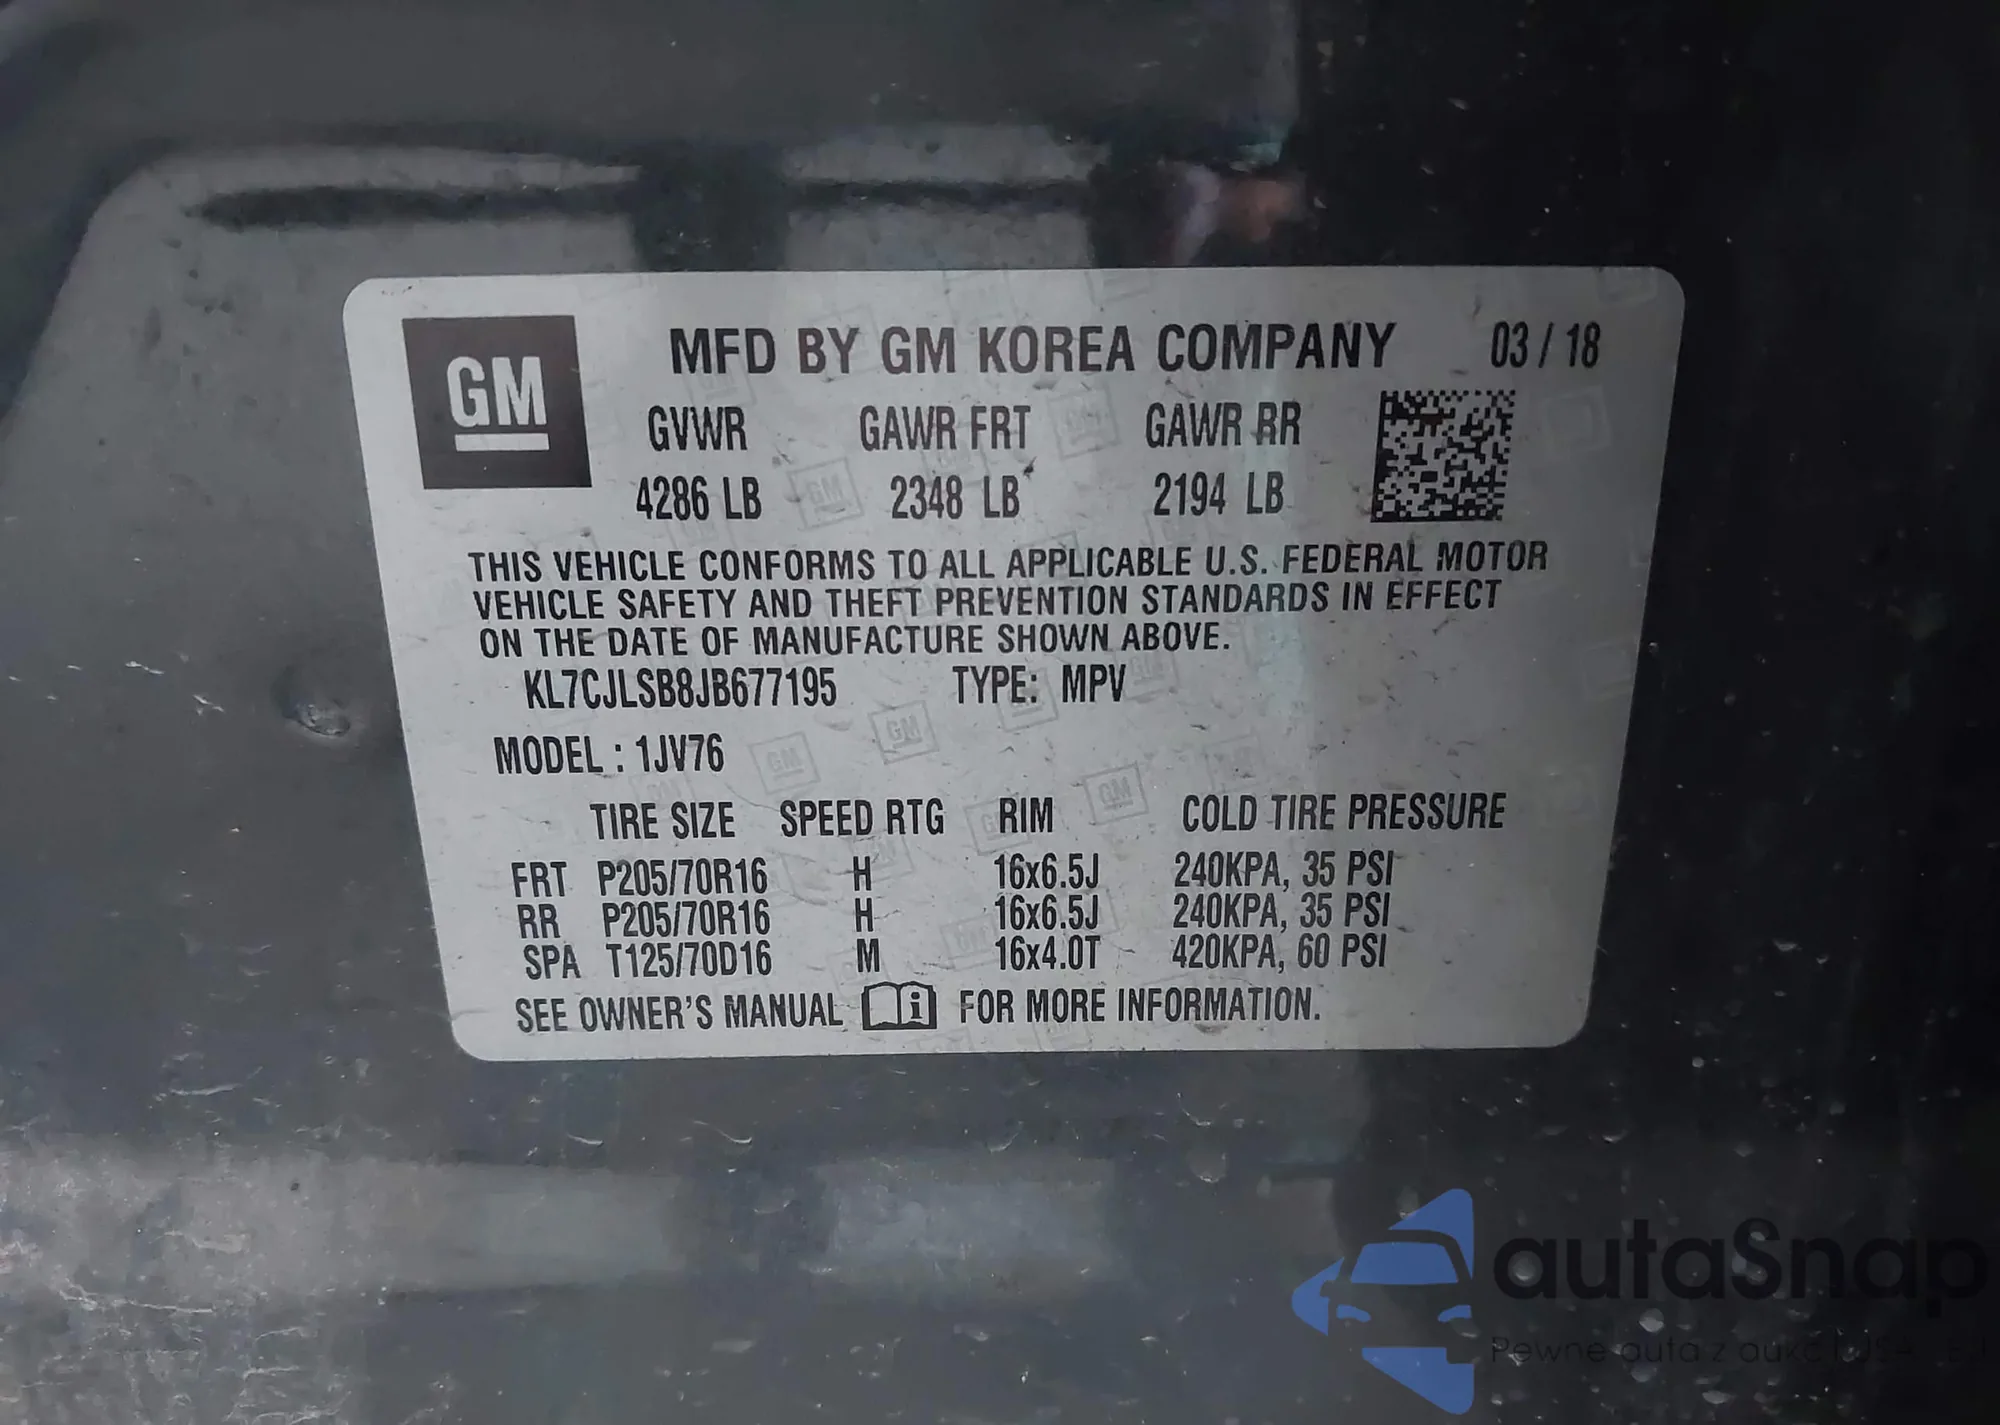 GM
MFD BY GM KOREA COMPANY 03 / 18
GVWR GAWR FRT GAWR RR
4286 LB 2348 LB 2194 LB
THIS VEHICLE CONFORMS TO ALL APPLICABLE U.S. FEDERAL MOTOR
VEHICLE SAFETY AND THEFT PREVENTION STANDARDS IN EFFECT
ON THE DATE OF MANUFACTURE SHOWN ABOVE.
KL7CJLSB8JB677195 TYPE: MPV
MODEL : 1JV76
TIRE SIZE SPEED RTG RIM COLD TIRE PRESSURE
FRT P205/70R16 H 16x6.5J 240KPA, 35 PSI
RR P205/70R16 H 16x6.5J 240KPA, 35 PSI
SPA T125/70D16 M 16x4.0T 420KPA, 60 PSI
SEE OWNER'S MANUAL i FOR MORE INFORMATION.
autaSnap
Pewne auta z